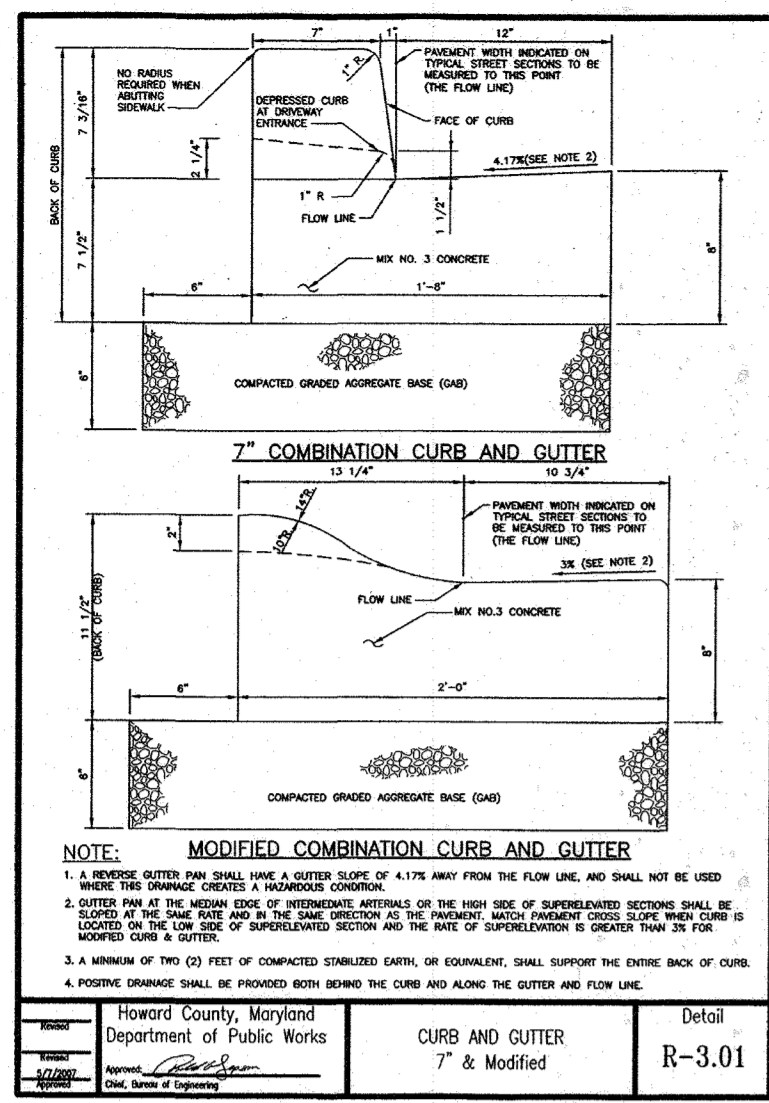 7" 1" 12"
NO RADIUS
REQUIRED WHEN
ABUTTING
SIDEWALK
1" R.
PAVEMENT WIDTH INDICATED ON
TYPICAL STREET SECTIONS TO BE
MEASURED TO THIS POINT
(THE FLOW LINE)
DEPRESSED CURB
AT DRIVEWAY
ENTRANCE
FACE OF CURB
BACK OF CURB
7 3/16"
2 1/4"
4.17%(SEE NOTE 2)
1" R
FLOW LINE
1 1/2"
7 1/2"
8"
MIX NO. 3 CONCRETE
6" 1'-8"
6"
COMPACTED GRADED AGGREGATE BASE (GAB)
7" COMBINATION CURB AND GUTTER
13 1/4" 10 3/4"
14"R.
10"R.
2"
PAVEMENT WIDTH INDICATED ON
TYPICAL STREET SECTIONS TO
BE MEASURED TO THIS POINT
(THE FLOW LINE)
3% (SEE NOTE 2)
11 1/2"
(BACK OF CURB)
FLOW LINE
MIX NO.3 CONCRETE
8"
6" 2'-0"
6"
COMPACTED GRADED AGGREGATE BASE (GAB)
MODIFIED COMBINATION CURB AND GUTTER
NOTE:
1. A REVERSE GUTTER PAN SHALL HAVE A GUTTER SLOPE OF 4.17% AWAY FROM THE FLOW LINE, AND SHALL NOT BE USED
WHERE THIS DRAINAGE CREATES A HAZARDOUS CONDITION.
2. GUTTER PAN AT THE MEDIAN EDGE OF INTERMEDIATE ARTERIALS OR THE HIGH SIDE OF SUPERELEVATED SECTIONS SHALL BE
SLOPED AT THE SAME RATE AND IN THE SAME DIRECTION AS THE PAVEMENT. MATCH PAVEMENT CROSS SLOPE WHEN CURB IS
LOCATED ON THE LOW SIDE OF SUPERELEVATED SECTION AND THE RATE OF SUPERELEVATION IS GREATER THAN 3% FOR
MODIFIED CURB & GUTTER.
3. A MINIMUM OF TWO (2) FEET OF COMPACTED STABILIZED EARTH, OR EQUIVALENT, SHALL SUPPORT THE ENTIRE BACK OF CURB.
4. POSITIVE DRAINAGE SHALL BE PROVIDED BOTH BEHIND THE CURB AND ALONG THE GUTTER AND FLOW LINE.
Revised
Revised
5/7/2007
Approved
Howard County, Maryland
Department of Public Works
Approved:
Chief, Bureau of Engineering
CURB AND GUTTER
7" & Modified
Detail
R-3.01